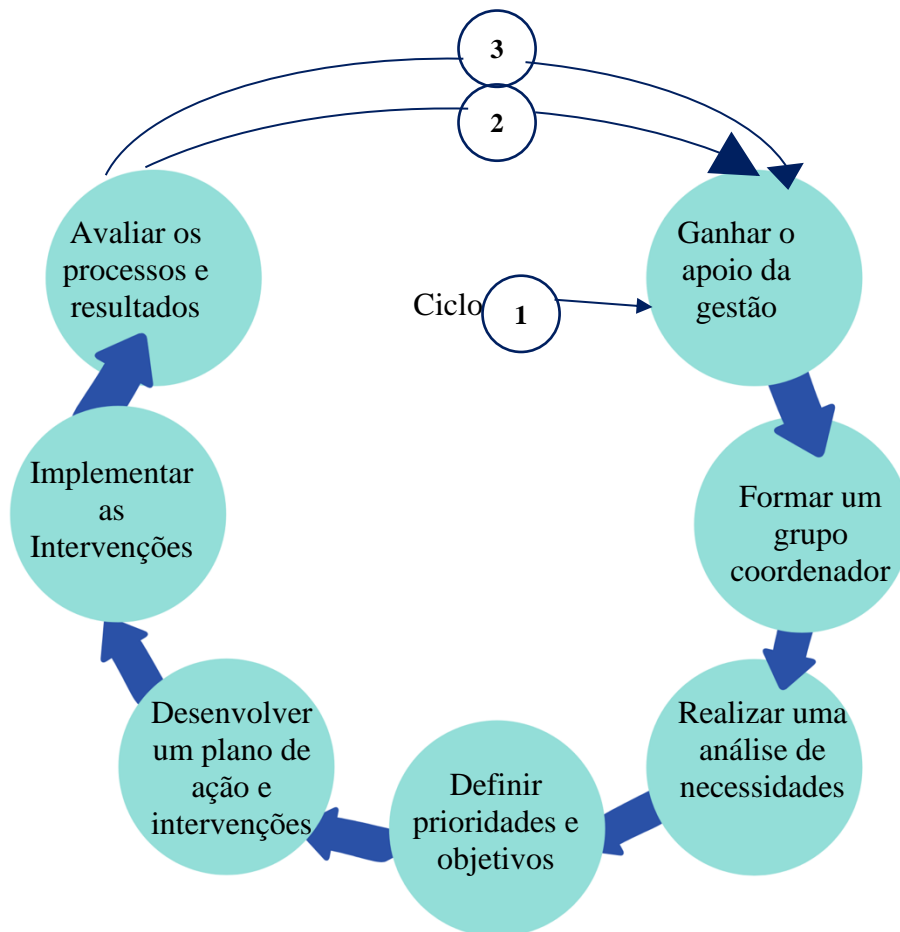 3
2
Avaliar os
processos e
resultados
Ganhar o
apoio da
gestão
Ciclo 1
Implementar
as
Intervenções
Formar um
grupo
coordenador
Desenvolver
um plano de
ação e
intervenções
Definir
prioridades e
objetivos
Realizar uma
análise de
necessidades